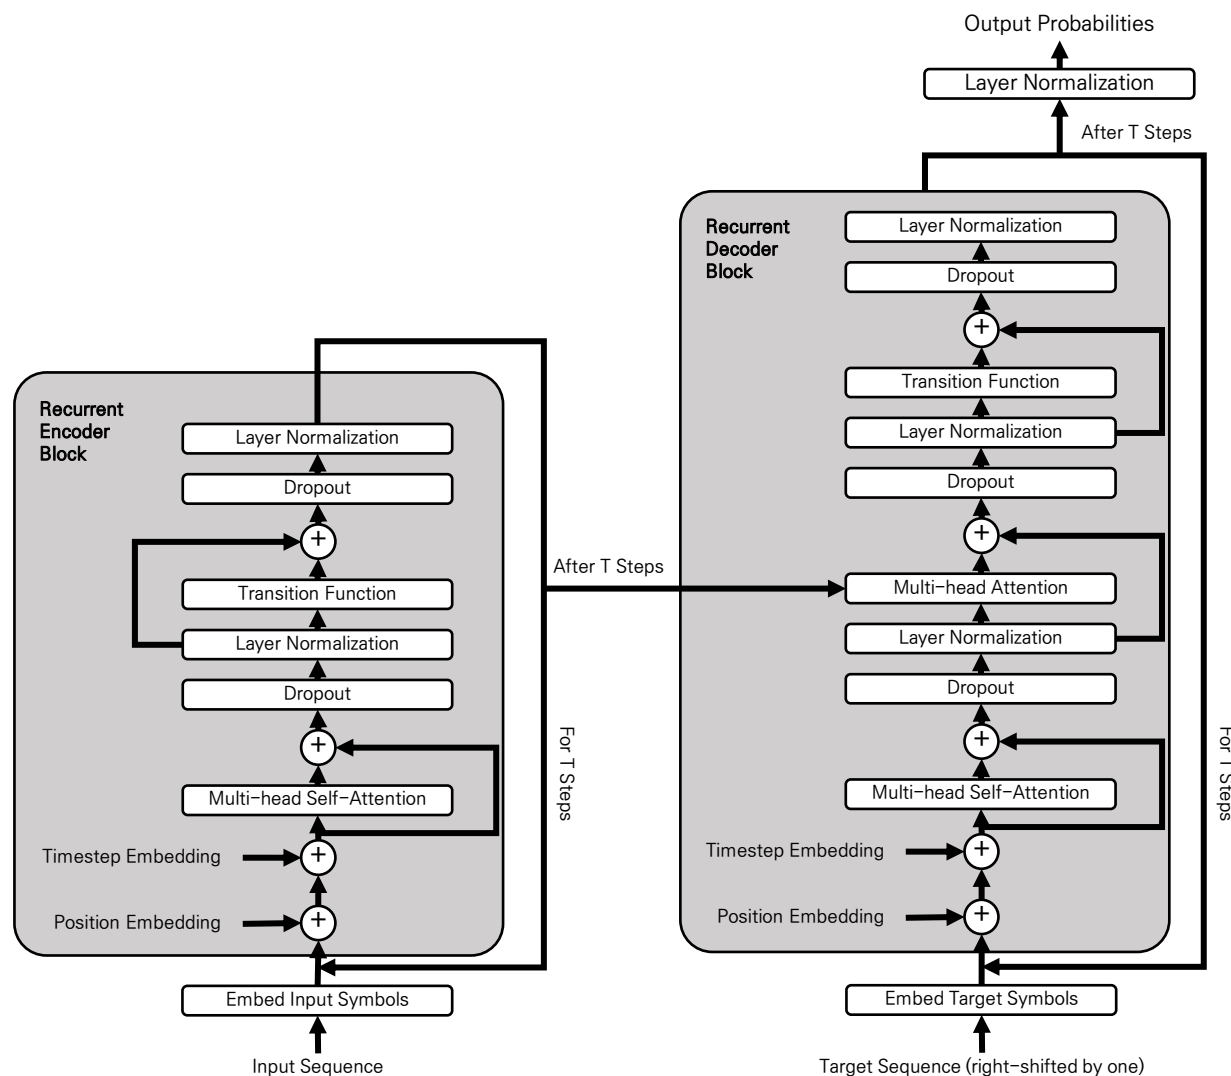 Output Probabilities
Layer Normalization
After T Steps
Recurrent
Decoder
Block
Layer Normalization
Dropout
+
Transition Function
Layer Normalization
Dropout
+
Multi-head Attention
Layer Normalization
Dropout
+
Multi-head Self-Attention
Timestep Embedding
+
Position Embedding
+
For T Steps
Embed Target Symbols
Target Sequence (right-shifted by one)
Recurrent
Encoder
Block
Layer Normalization
Dropout
+
Transition Function
Layer Normalization
Dropout
+
Multi-head Self-Attention
Timestep Embedding
+
Position Embedding
+
After T Steps
For T Steps
Embed Input Symbols
Input Sequence